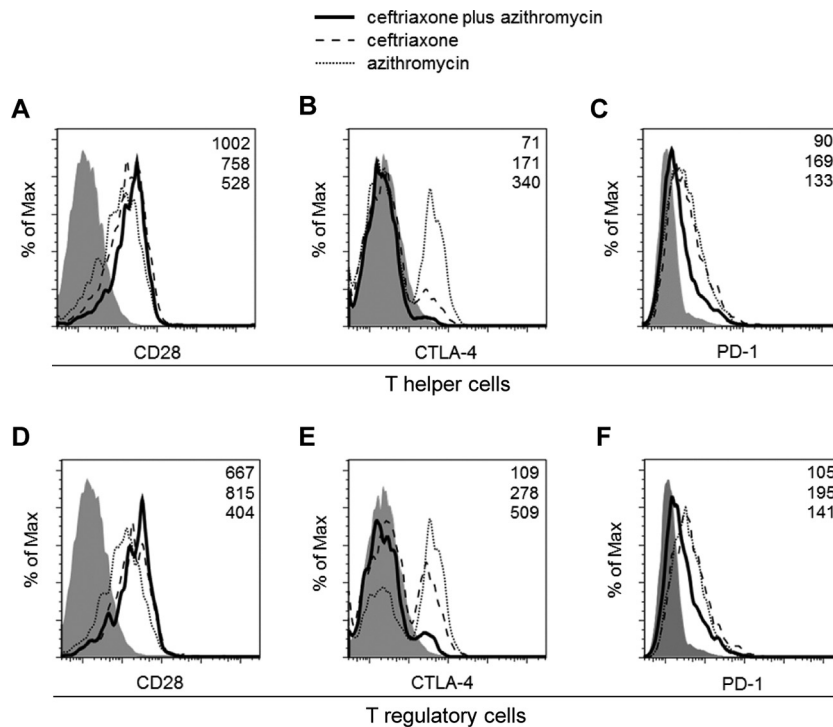 ceftriaxone plus azithromycin
ceftriaxone
azithromycin
A
B
C
% of Max
1002
758
528
CD28
% of Max
71
171
340
CTLA-4
% of Max
90
169
133
PD-1
T helper cells
D
E
F
% of Max
667
815
404
CD28
% of Max
109
278
509
CTLA-4
% of Max
105
195
141
PD-1
T regulatory cells